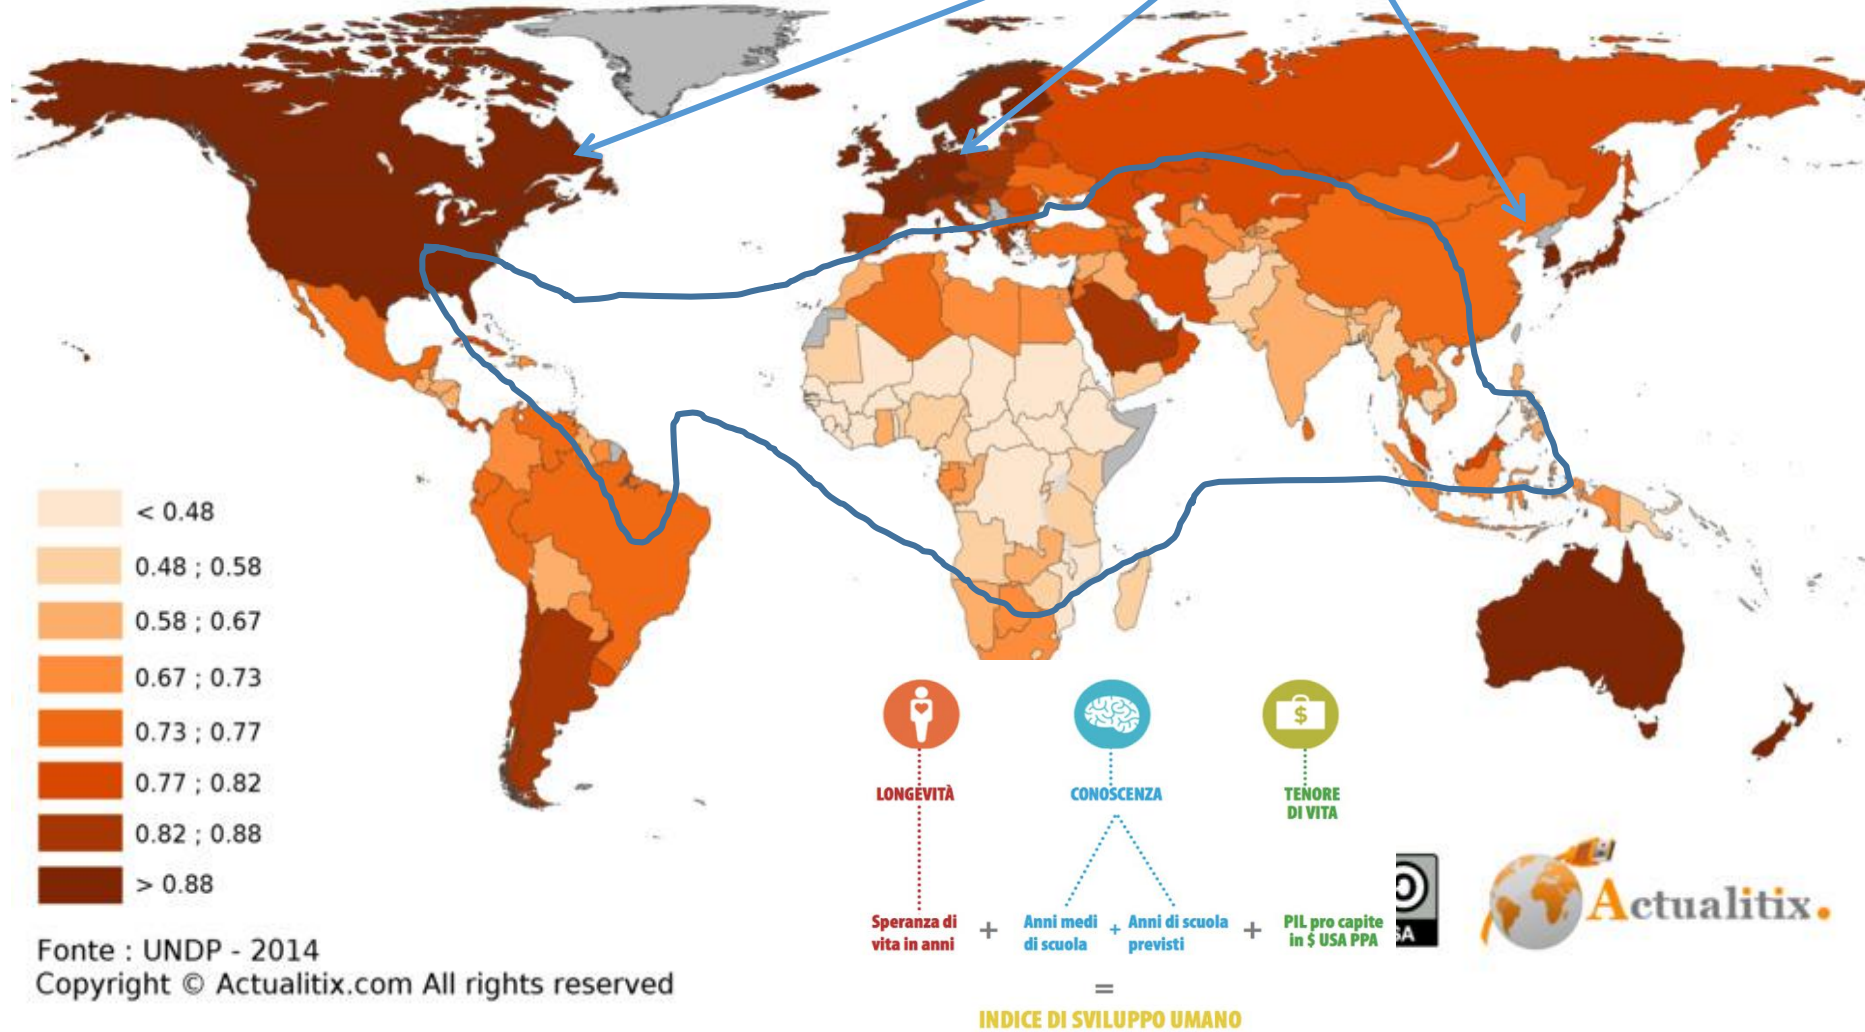 < 0.48
0.48 ; 0.58
0.58 ; 0.67
0.67 ; 0.73
0.73 ; 0.77
0.77 ; 0.82
0.82 ; 0.88
> 0.88
Fonte : UNDP - 2014
Copyright © Actualitix.com All rights reserved
$
LONGEVITÀ
CONOSCENZA
TENORE
DI VITA
Speranza di
vita in anni
+
Anni medi
di scuola
+
Anni di scuola
previsti
+
PIL pro capite
in $ USA PPA
=
INDICE DI SVILUPPO UMANO
SA
Actualitix.